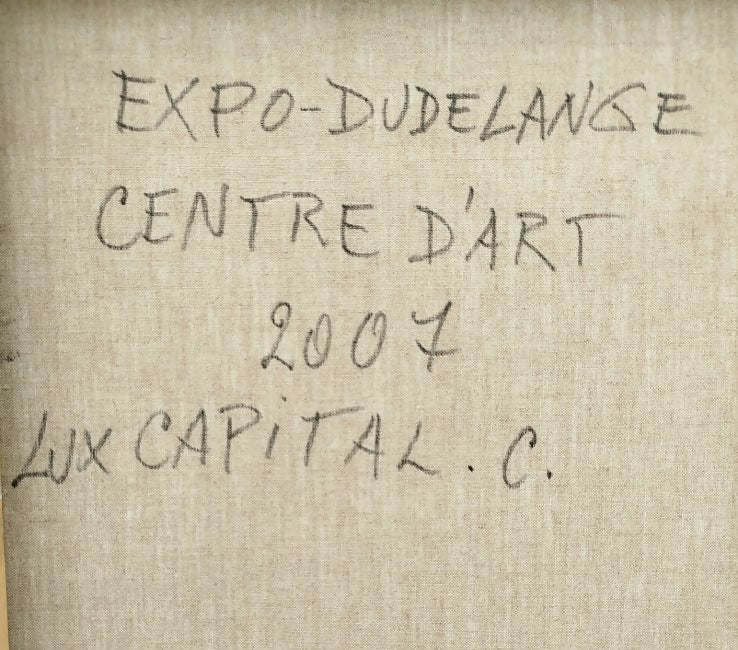 EXPO-DUDELANGE
CENTRE D'ART
2007
LUX CAPiTAL. C.